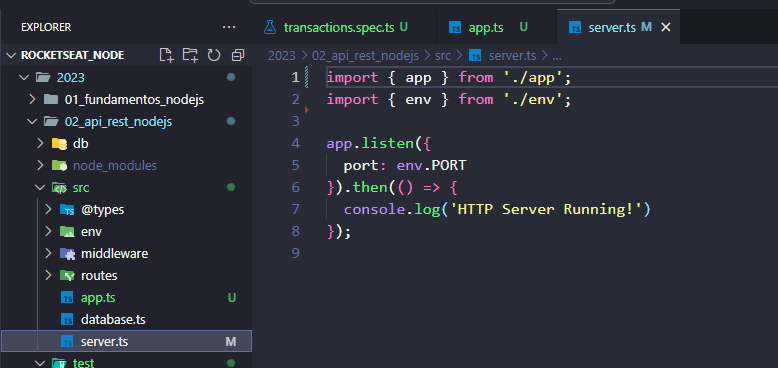 EXPLORER
ROCKETSEAT_NODE
2023
01_fundamentos_nodejs
02_api_rest_nodejs
db
node_modules
src
@types
env
middleware
routes
app.ts U
database.ts
server.ts M
test
transactions.spec.ts U
app.ts U
server.ts M
2023 > 02_api_rest_nodejs > src > server.ts > ...
1 import { app } from './app';
2 import { env } from './env';
3
4 app.listen({
5 port: env.PORT
6 }).then(() => {
7 console.log('HTTP Server Running!')
8 });
9